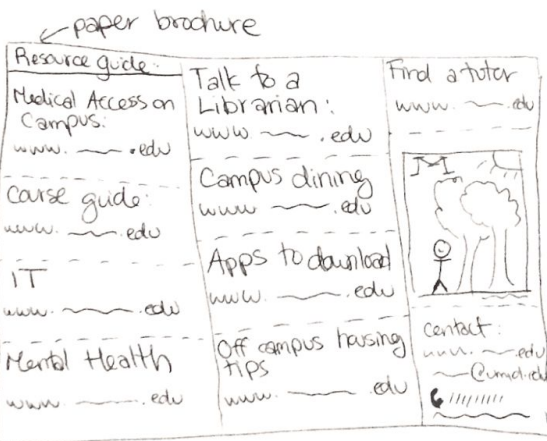 paper brochure
Resource guide:
Medical Access on
Campus:
www. .edu
Course guide:
www. .edu
IT
www. .edu
Mental Health
www. .edu
Talk to a
Librarian:
www .edu
Campus dining
www .edu
Apps to download
www. .edu
Off campus housing
tips
www. .edu
Find a tutor
www. .edu
M
Contact:
www. .edu